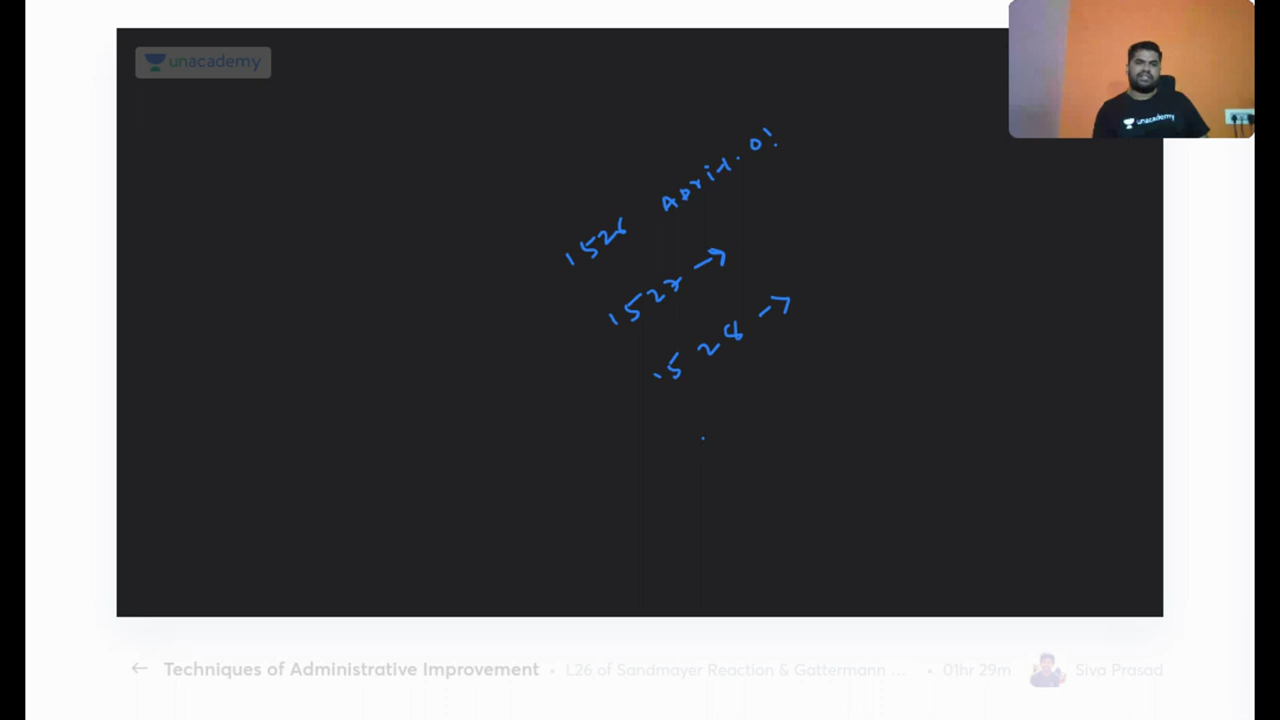 unacademy
unacademy
1526 April. 0!
1527 →
1528 →
Techniques of Administrative Improvement • L26 of Sandmayer Reaction & Gattermann ... • 01hr 29m Siva Prasad